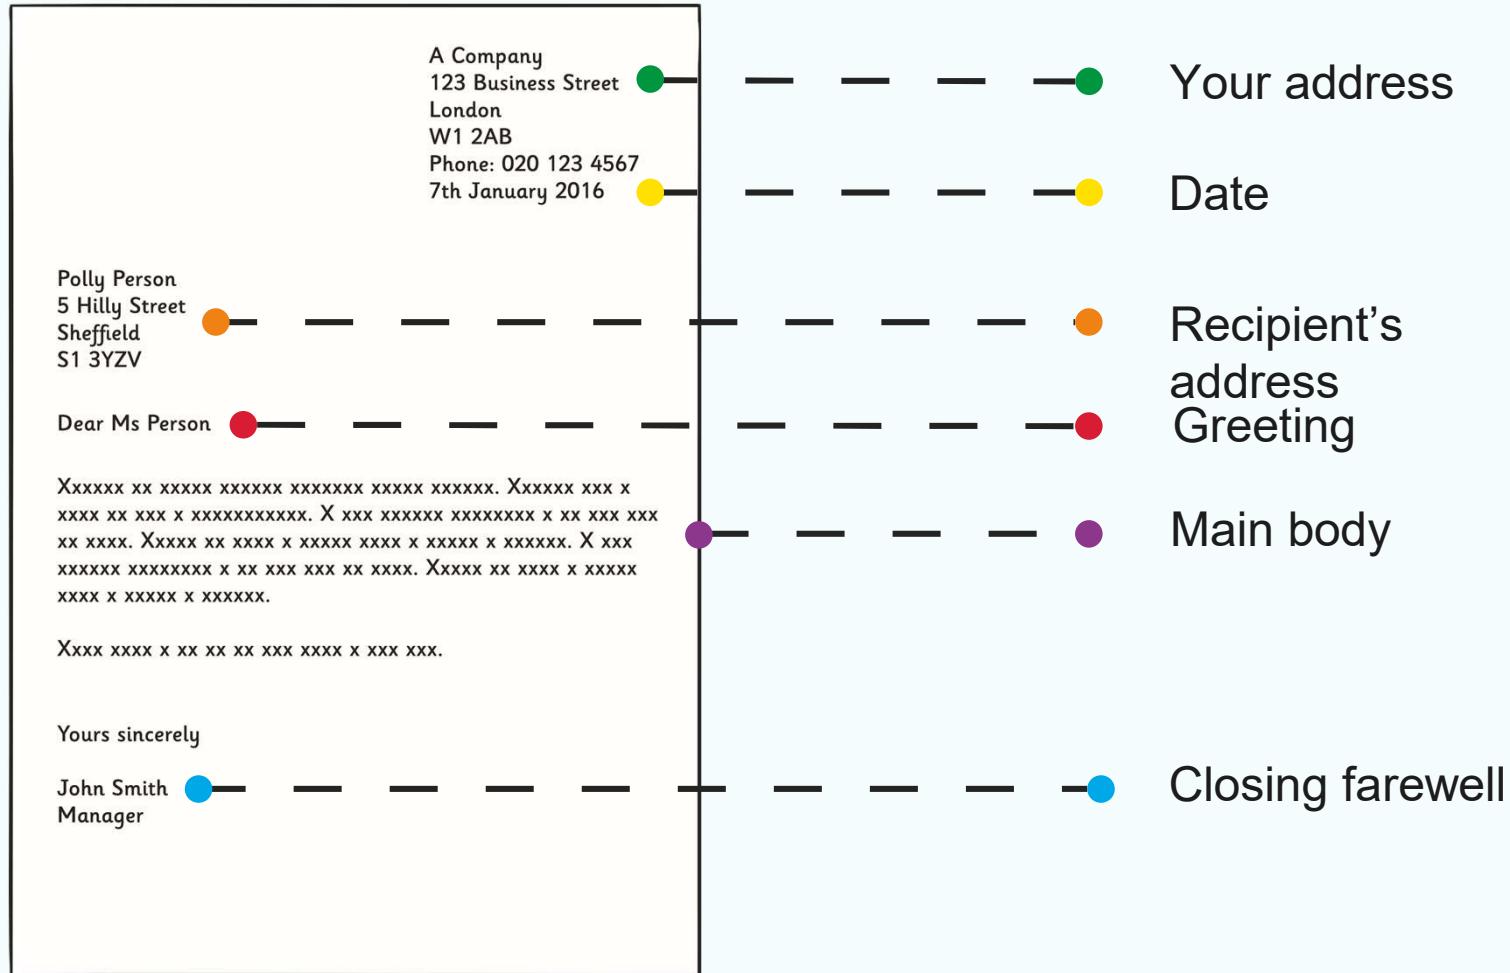 A Company
123 Business Street
London
W1 2AB
Phone: 020 123 4567
7th January 2016
Polly Person
5 Hilly Street
Sheffield
S1 3YZV
Dear Ms Person
Xxxxxx xx xxxxx xxxxxx xxxxxxx xxxxx xxxxxx. Xxxxxx xxx x
xxxx xx xxx x xxxxxxxxxxx. X xxx xxxxxx xxxxxxxx x xx xxx xxx
xx xxxx. Xxxxx xx xxxx x xxxxx xxxx x xxxxx x xxxxxx. X xxx
xxxxxx xxxxxxxx x xx xxx xxx xx xxxx. Xxxxx xx xxxx x xxxxx
xxxx x xxxxx x xxxxxx.
Xxxx xxxx x xx xx xx xxx xxxx x xxx xxx.
Yours sincerely
John Smith
Manager
Your address
Date
Recipient’s
address
Greeting
Main body
Closing farewell